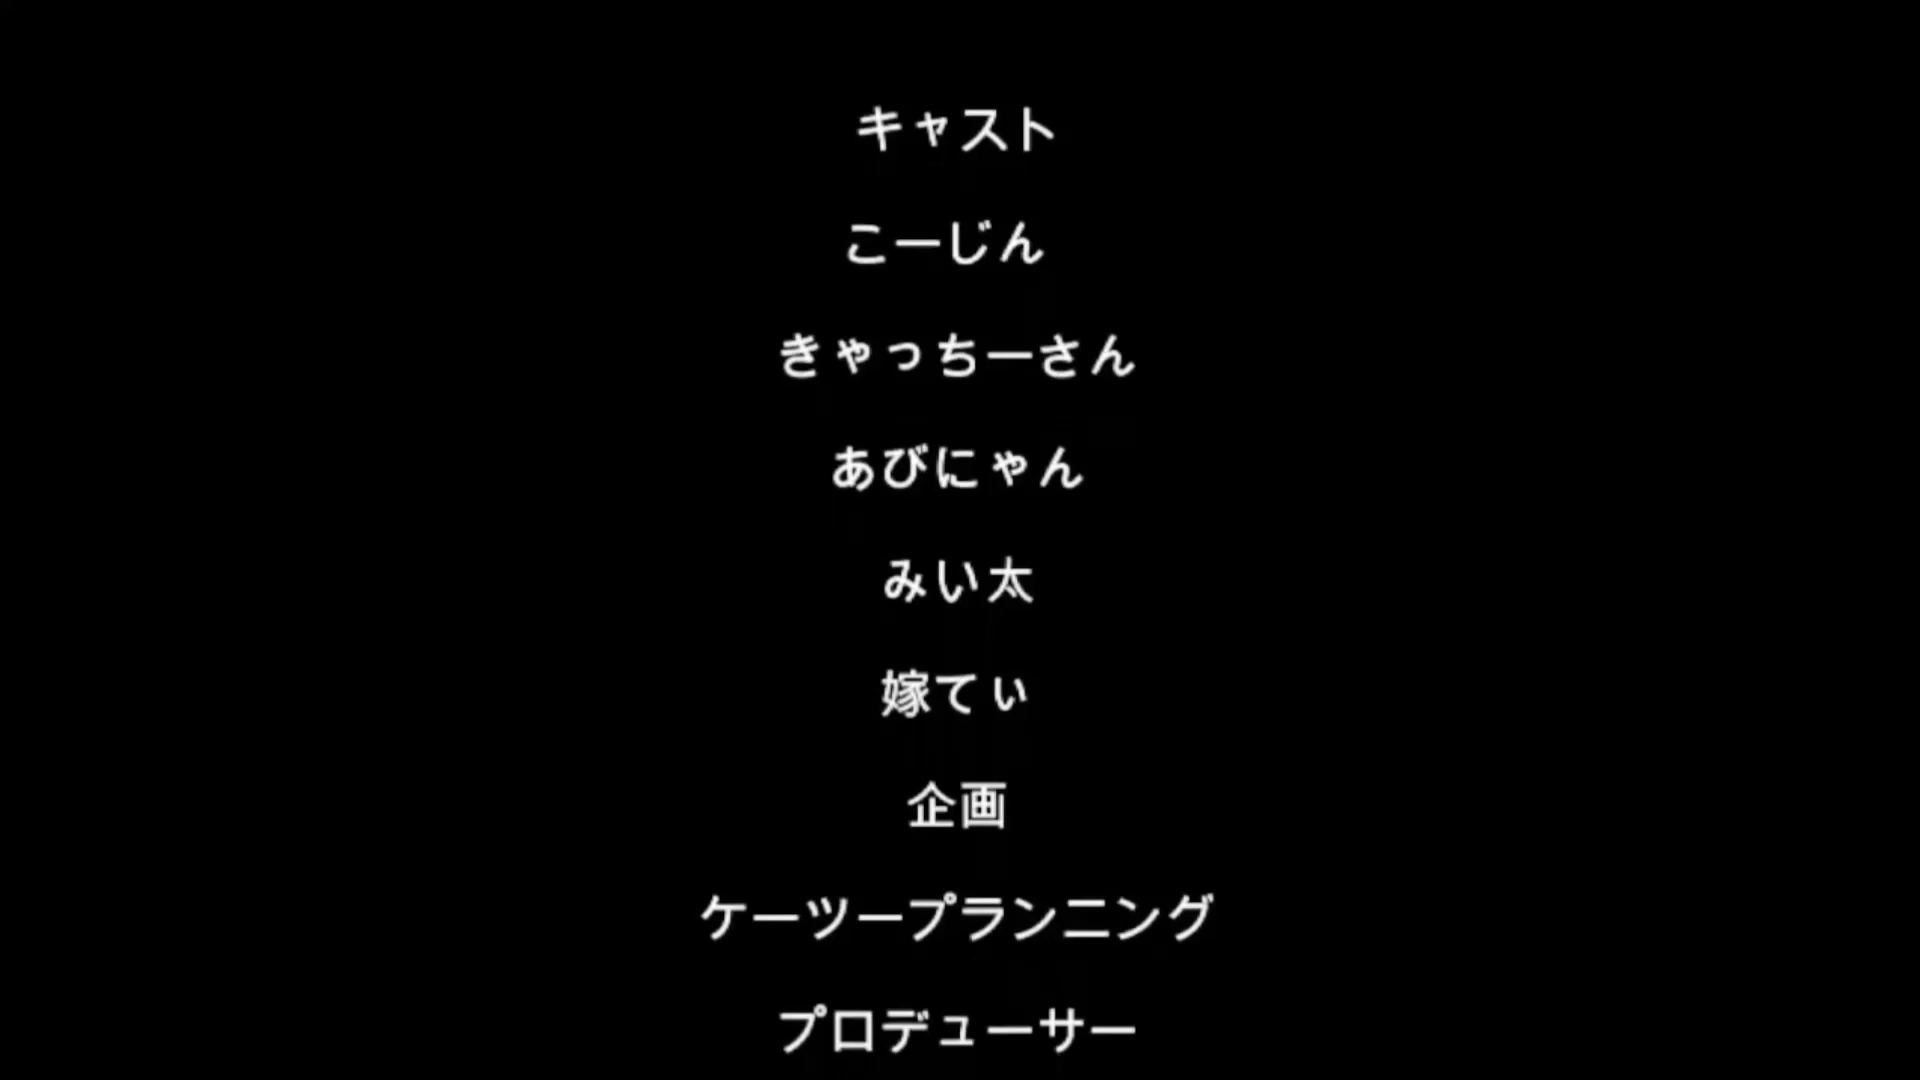 キャスト
こーじん
きゃっちーさん
あびにゃん
みい太
嫁てぃ
企画
ケーツープランニング
プロデューサー